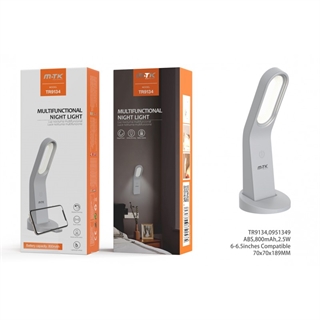 M-TK
TR9134
MULTIFUNCTIONAL
NIGHT LIGHT
M-TK
TR9134
MULTIFUNCTIONAL
NIGHT LIGHT
M-TK
TR9134,0951349
ABS,800mAh,2.5W
6-6.5inches Compatible
70x70x189MM